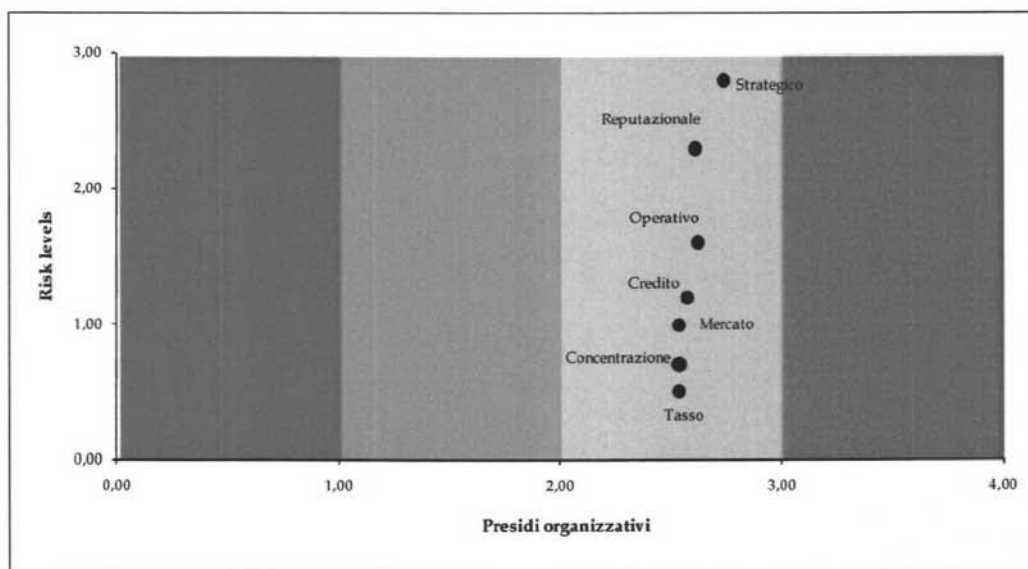 3,00
Strategico
Reputazionale
2,00
Operativo
Risk levels
Credito
1,00
Mercato
Concentrazione
Tasso
0,00
0,00
1,00
2,00
3,00
4,00
Presidi organizzativi